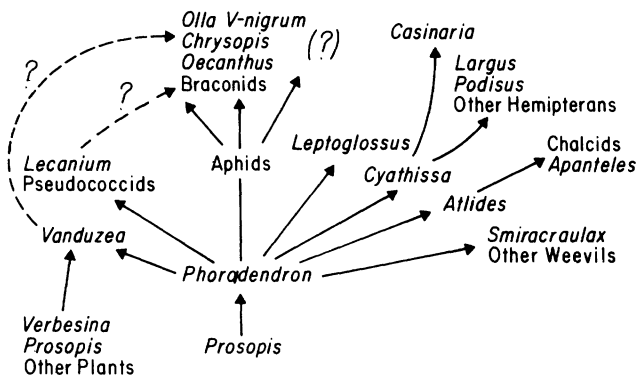 Olla V-nigrum
Chrysopis
Oecanthus
Braconids
(?)
Casinaria
Largus
Podisus
Other Hemipterans
?
?
Lecanium
Pseudococcids
Aphids
Leptoglossus
Cyathissa
Chalcids
Apanteles
Atlides
Vanduzea
Phoradendron
Smiracraulax
Other Weevils
Verbesina
Prosopis
Other Plants
Prosopis